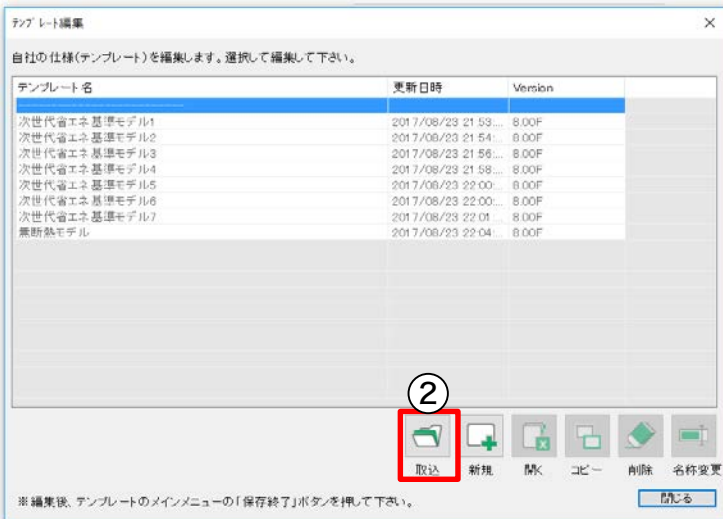 テンプレート編集
自社の仕様(テンプレート)を編集します。選択して編集して下さい。
テンプレート名 更新日時 Version
次世代省エネ基準モデル1 2017/08/23 21:53:... 8.00F
次世代省エネ基準モデル2 2017/08/23 21:54:... 8.00F
次世代省エネ基準モデル3 2017/08/23 21:56:... 8.00F
次世代省エネ基準モデル4 2017/08/23 21:58:... 8.00F
次世代省エネ基準モデル5 2017/08/23 22:00:... 8.00F
次世代省エネ基準モデル6 2017/08/23 22:00:... 8.00F
次世代省エネ基準モデル7 2017/08/23 22:01:... 8.00F
無断熱モデル 2017/08/23 22:04:... 8.00F
②
取込 新規 開く コピー 削除 名称変更
※編集後、テンプレートのメインメニューの「保存終了」ボタンを押して下さい。 閉じる